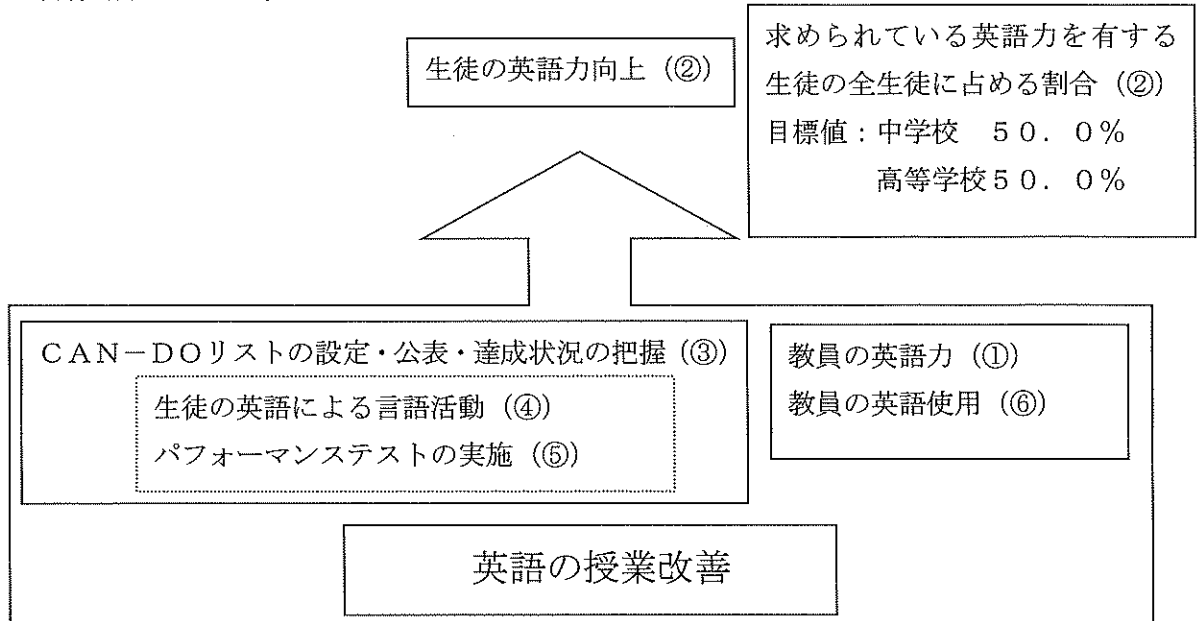 生徒の英語力向上（②）
求められている英語力を有する
生徒の全生徒に占める割合（②）
目標値：中学校　５０．０％
高等学校５０．０％
ＣＡＮ－ＤＯリストの設定・公表・達成状況の把握（③）
生徒の英語による言語活動（④）
パフォーマンステストの実施（⑤）
教員の英語力（①）
教員の英語使用（⑥）
英語の授業改善